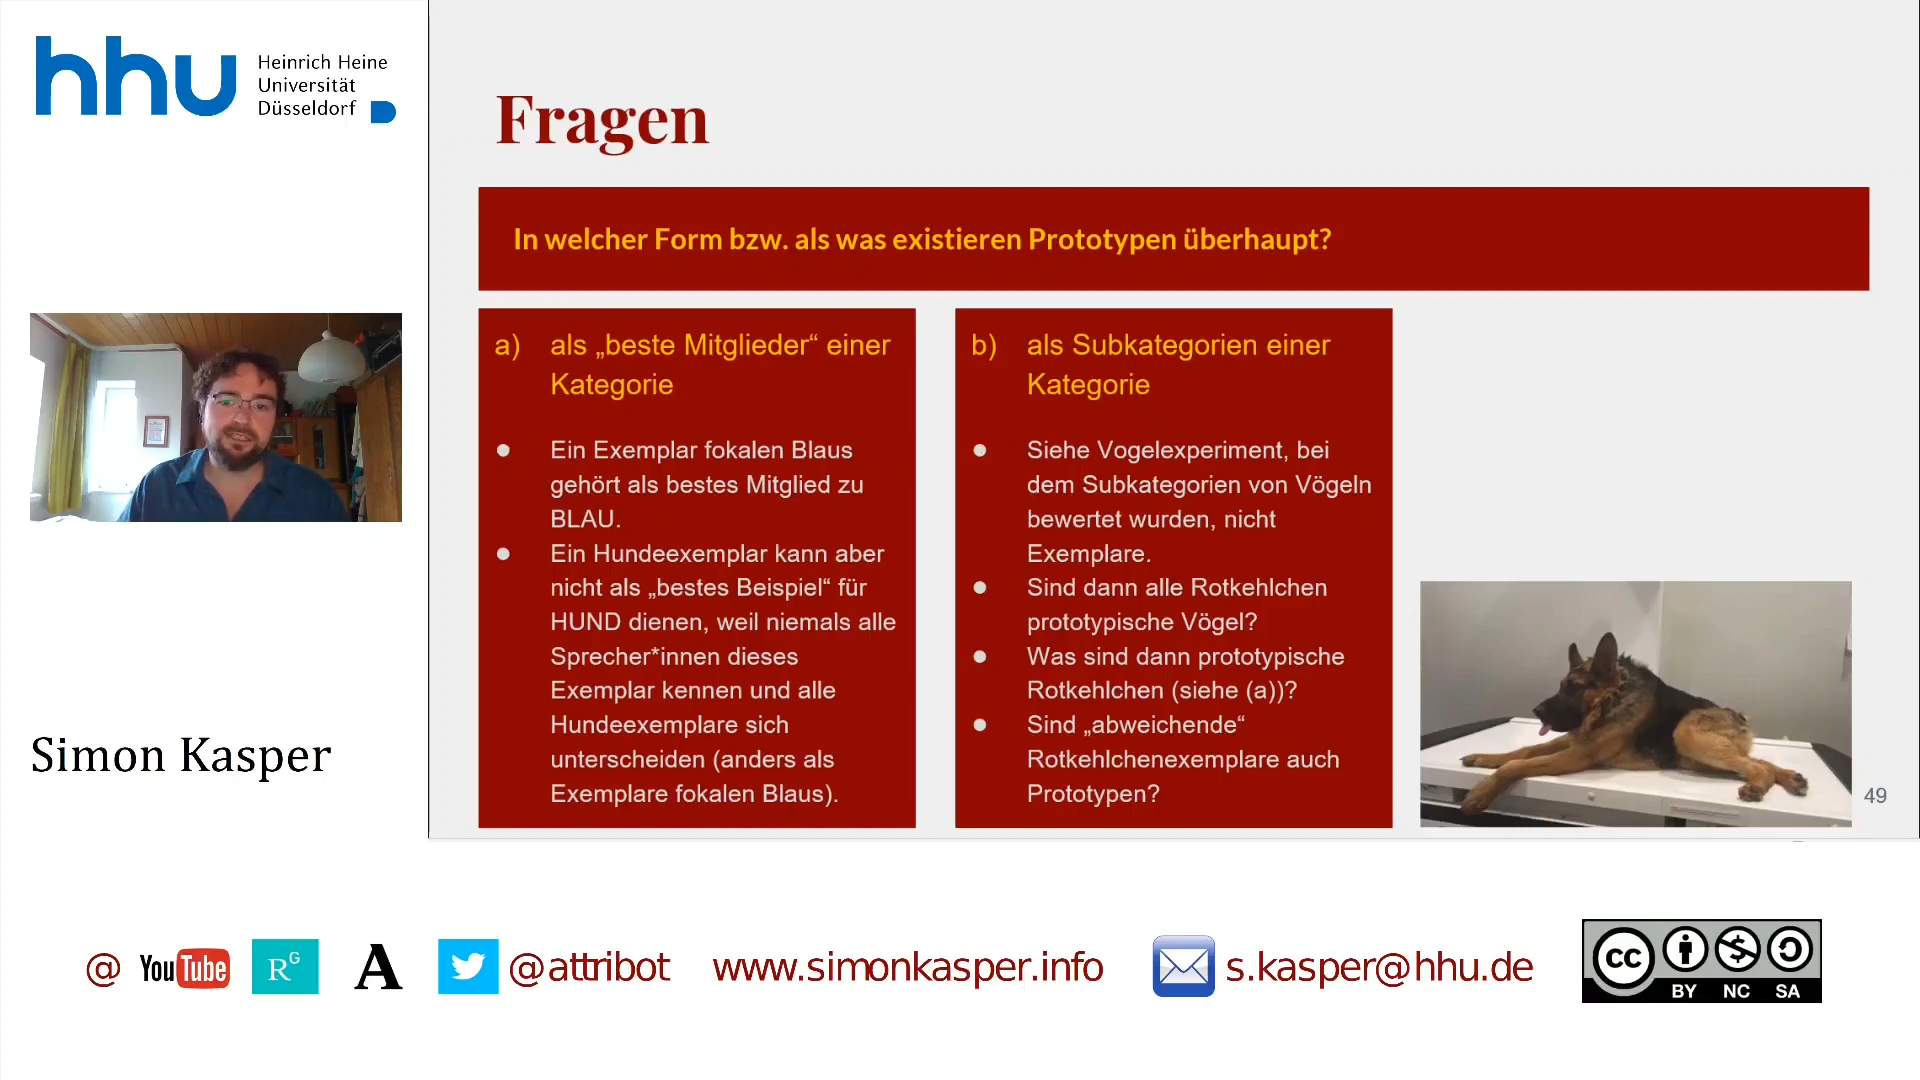 hhu
Heinrich Heine
Universität
Düsseldorf
Simon Kasper
Fragen
In welcher Form bzw. als was existieren Prototypen überhaupt?
a) als „beste Mitglieder“ einer
Kategorie
● Ein Exemplar fokalen Blaus
gehört als bestes Mitglied zu
BLAU.
● Ein Hundeexemplar kann aber
nicht als „bestes Beispiel“ für
HUND dienen, weil niemals alle
Sprecher*innen dieses
Exemplar kennen und alle
Hundeexemplare sich
unterscheiden (anders als
Exemplare fokalen Blaus).
b) als Subkategorien einer
Kategorie
● Siehe Vogelexperiment, bei
dem Subkategorien von Vögeln
bewertet wurden, nicht
Exemplare.
● Sind dann alle Rotkehlchen
prototypische Vögel?
● Was sind dann prototypische
Rotkehlchen (siehe (a))?
● Sind „abweichende“
Rotkehlchenexemplare auch
Prototypen?
49
@ YouTube RG A @attribot www.simonkasper.info s.kasper@hhu.de
cc BY NC SA